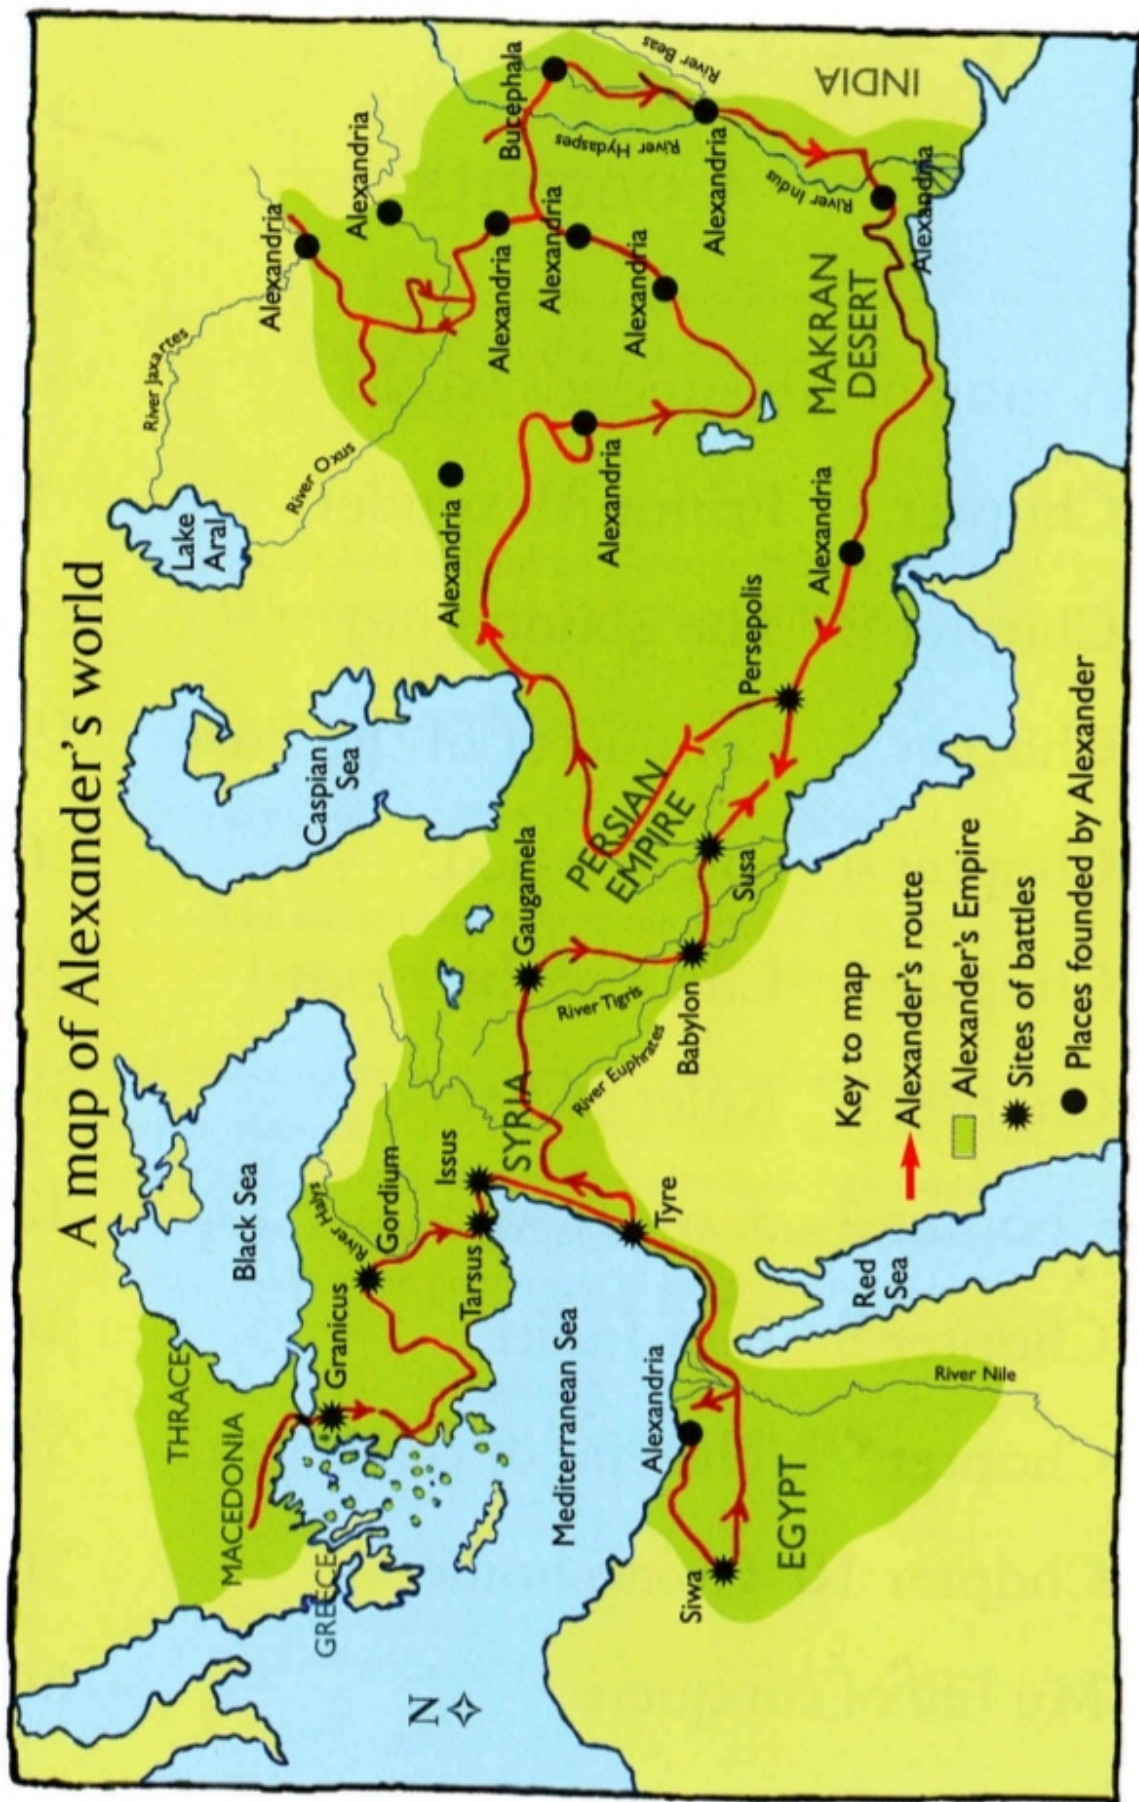 A map of Alexander's world
THRACE
MACEDONIA
GREECE
Black Sea
Granicus
River Halys
Gordium
Tarsus
Issus
SYRIA
Mediterranean Sea
Tyre
Alexandria
Siwa
EGYPT
River Nile
Red
Sea
Caspian
Sea
Lake
Aral
River Jaxartes
River Oxus
Gaugamela
River Tigris
River Euphrates
Babylon
Susa
PERSIAN
EMPIRE
Persepolis
Alexandria
Alexandria
Alexandria
Alexandria
Alexandria
Alexandria
Alexandria
Alexandria
Bucephala
River Hydaspes
River Beas
Alexandria
River Indus
Alexandria
INDIA
MAKRAN
DESERT
N
Key to map
Alexander's route
Alexander's Empire
Sites of battles
Places founded by Alexander